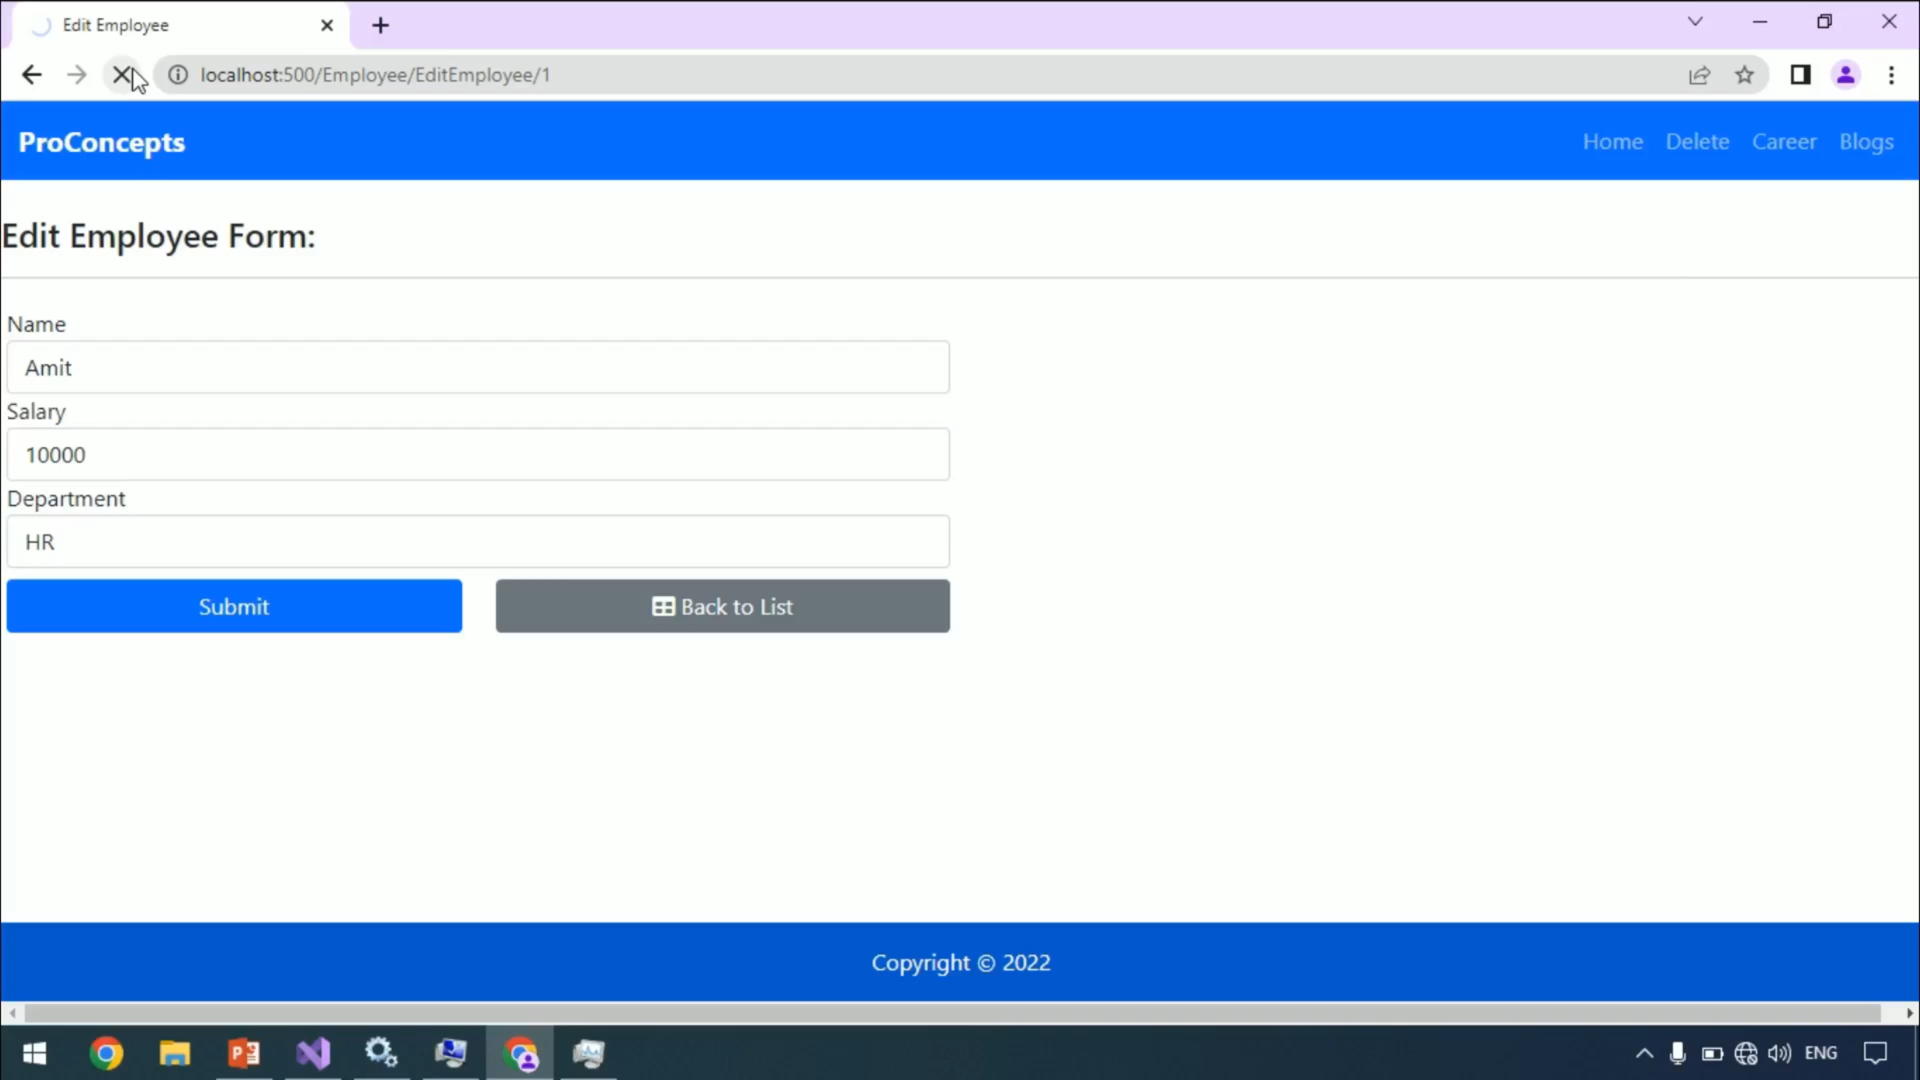 Edit Employee
localhost:500/Employee/EditEmployee/1
ProConcepts
Home Delete Career Blogs
Edit Employee Form:
Name
Amit
Salary
10000
Department
HR
Submit
Back to List
Copyright © 2022
ENG